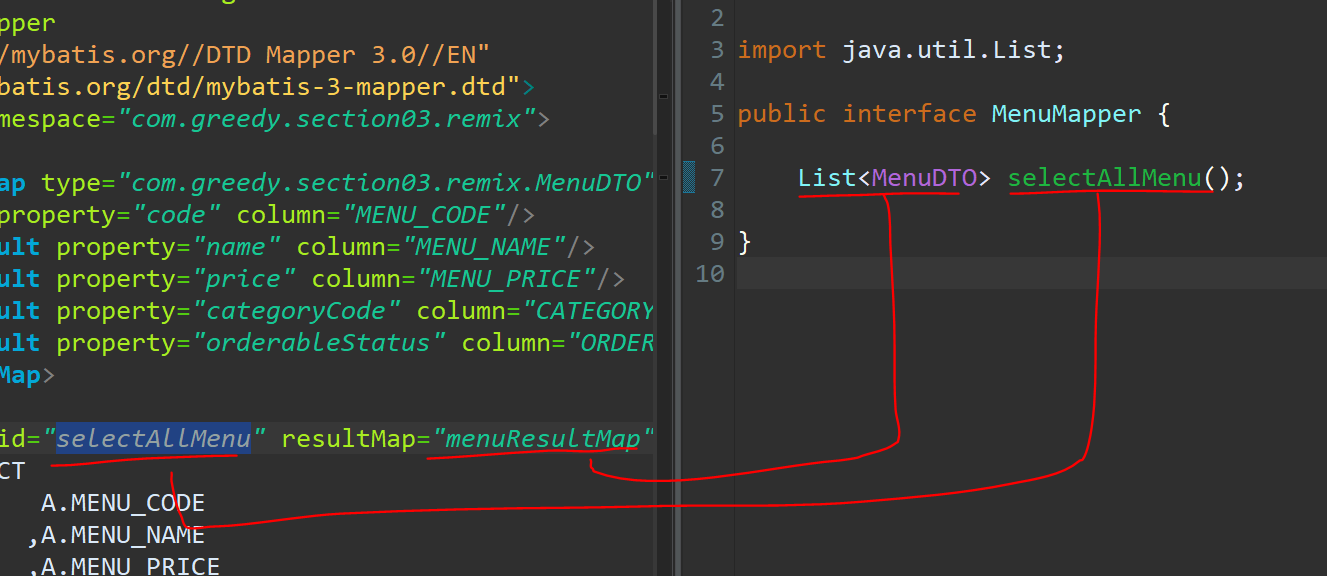 pper
/mybatis.org//DTD Mapper 3.0//EN"
batis.org/dtd/mybatis-3-mapper.dtd">
mespace="com.greedy.section03.remix">
ap type="com.greedy.section03.remix.MenuDTO"
property="code" column="MENU_CODE"/>
ult property="name" column="MENU_NAME"/>
ult property="price" column="MENU_PRICE"/>
ult property="categoryCode" column="CATEGORY
ult property="orderableStatus" column="ORDER
Map>
id="selectAllMenu" resultMap="menuResultMap"
CT
A.MENU_CODE
,A.MENU_NAME
,A.MENU_PRICE
2
3 import java.util.List;
4
5 public interface MenuMapper {
6
7 List<MenuDTO> selectAllMenu();
8
9 }
10